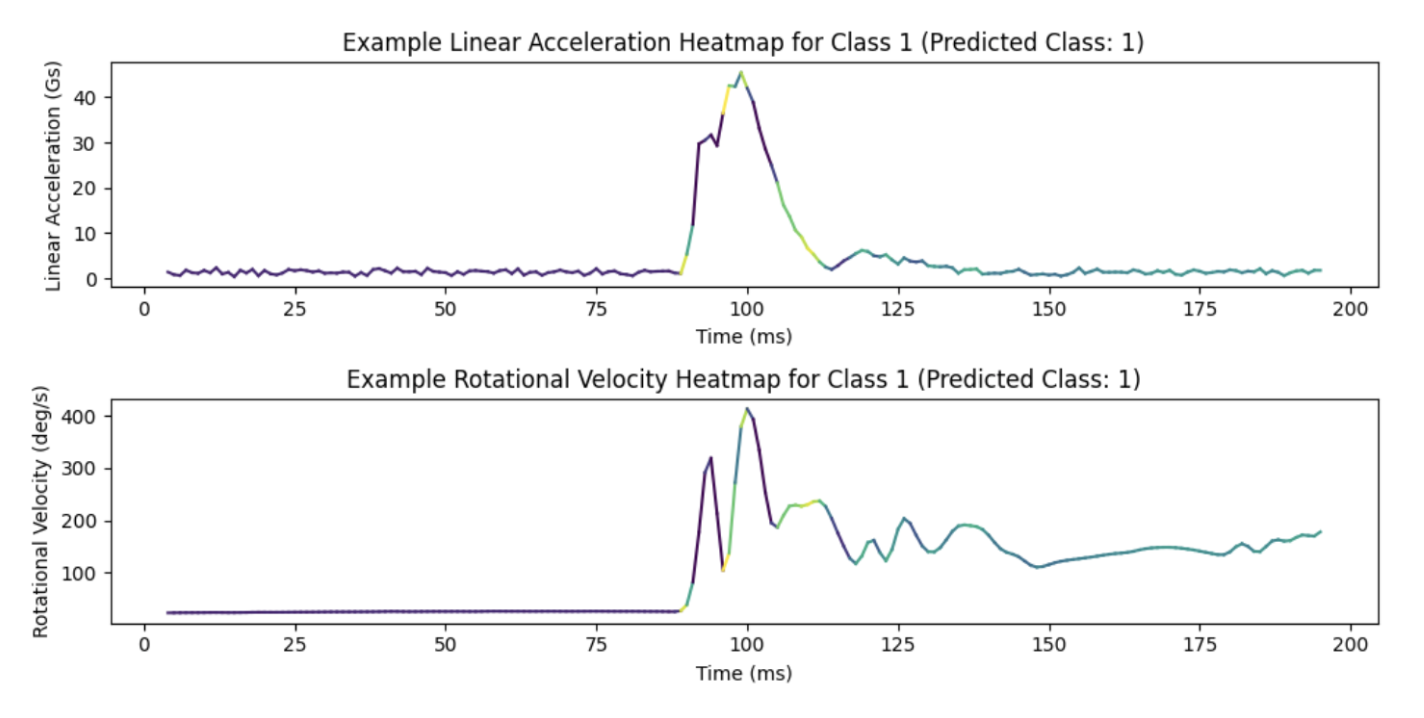 Example Linear Acceleration Heatmap for Class 1 (Predicted Class: 1)
Linear Acceleration (Gs)
40
30
20
10
0
0 25 50 75 100 125 150 175 200
Time (ms)
Example Rotational Velocity Heatmap for Class 1 (Predicted Class: 1)
Rotational Velocity (deg/s)
400
300
200
100
0 25 50 75 100 125 150 175 200
Time (ms)